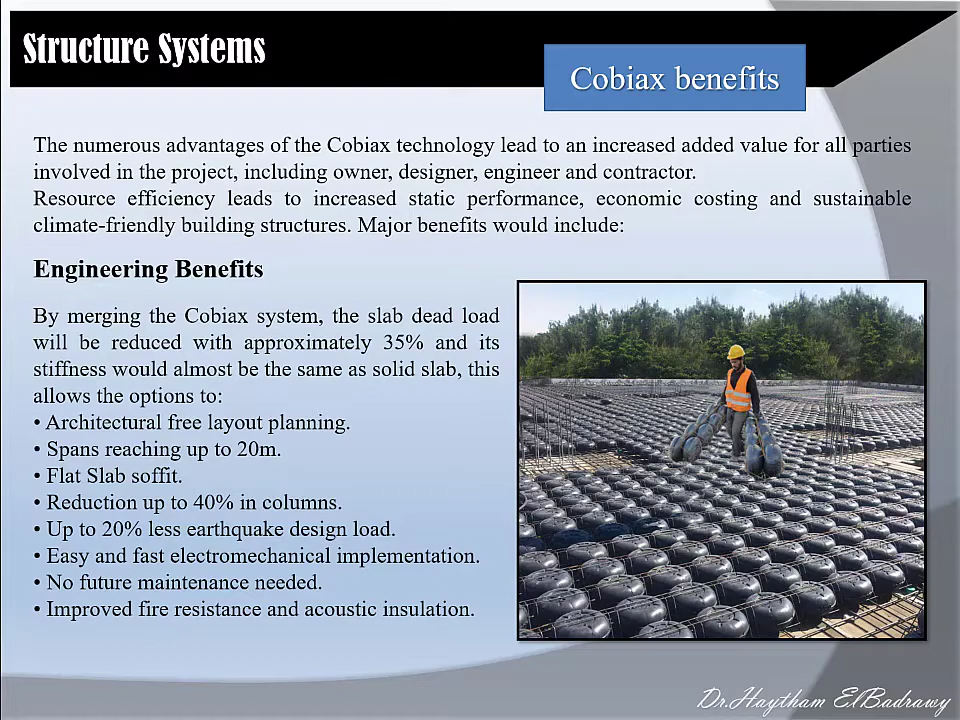 Structure Systems
Cobiax benefits
The numerous advantages of the Cobiax technology lead to an increased added value for all parties
involved in the project, including owner, designer, engineer and contractor.
Resource efficiency leads to increased static performance, economic costing and sustainable
climate-friendly building structures. Major benefits would include:
Engineering Benefits
By merging the Cobiax system, the slab dead load
will be reduced with approximately 35% and its
stiffness would almost be the same as solid slab, this
allows the options to:
• Architectural free layout planning.
• Spans reaching up to 20m.
• Flat Slab soffit.
• Reduction up to 40% in columns.
• Up to 20% less earthquake design load.
• Easy and fast electromechanical implementation.
• No future maintenance needed.
• Improved fire resistance and acoustic insulation.
Dr.Haytham ElBadrawy